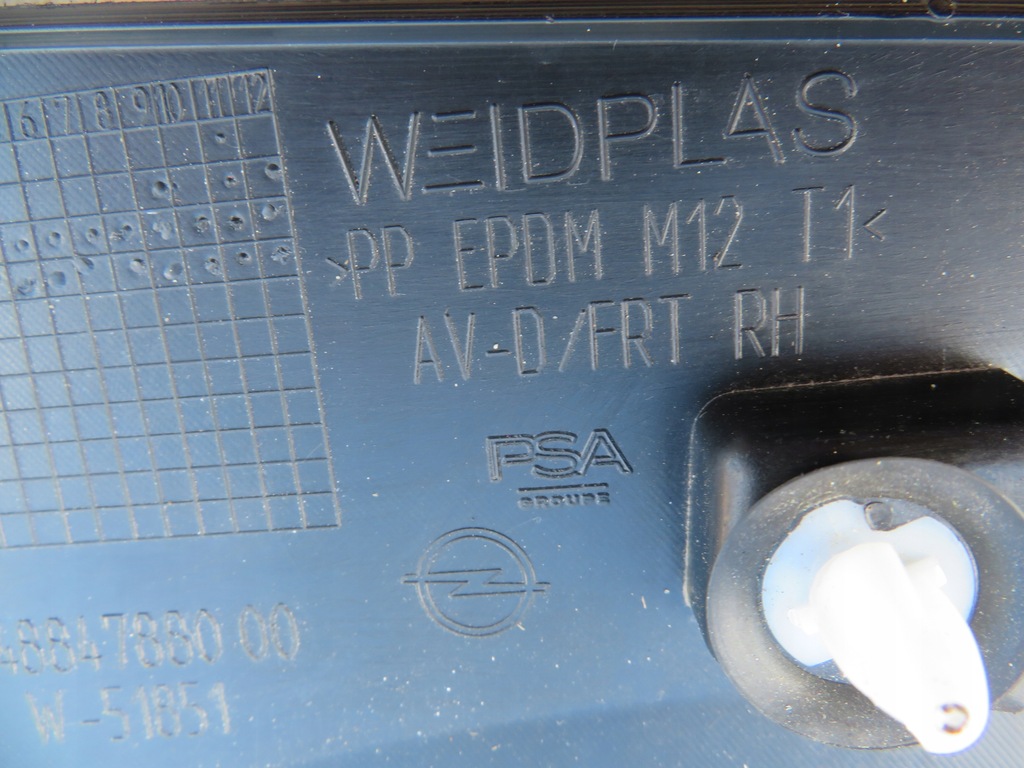 6 7 8 9 10 11 12
WEIDPLAS
>PP EPDM M12 T1<
AV-D/FRT RH
PSA
GROUPE
48847880 00
W-51851